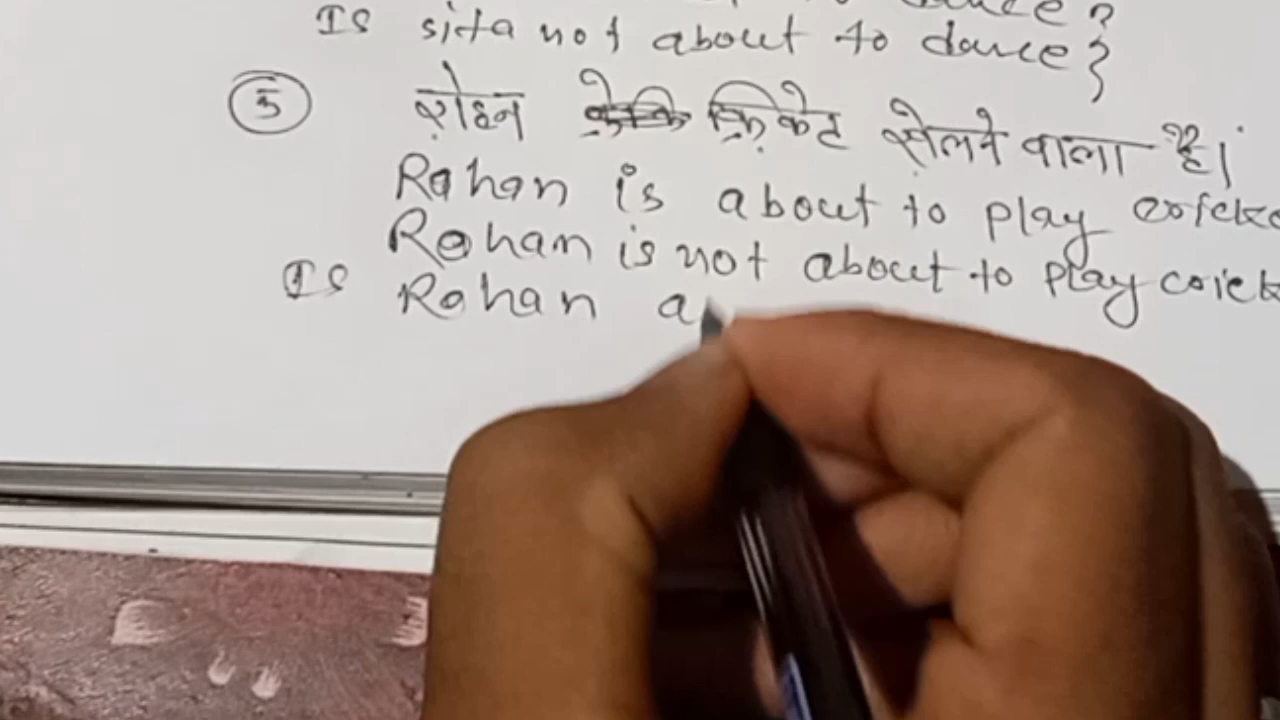 Is sita not about to dance?
5 रोहन क्रिकेट खेलने वाला है।
Rohan is about to play
Rohan is not about to play
Is Rohan a